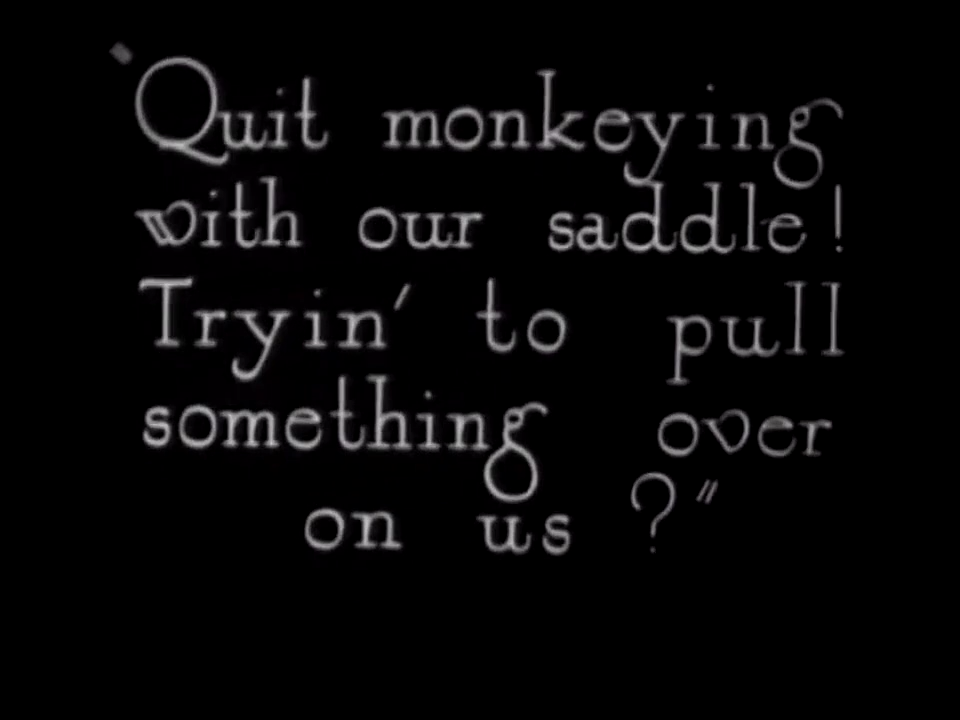 "Quit monkeying
with our saddle!
Tryin' to pull
something over
on us ?"